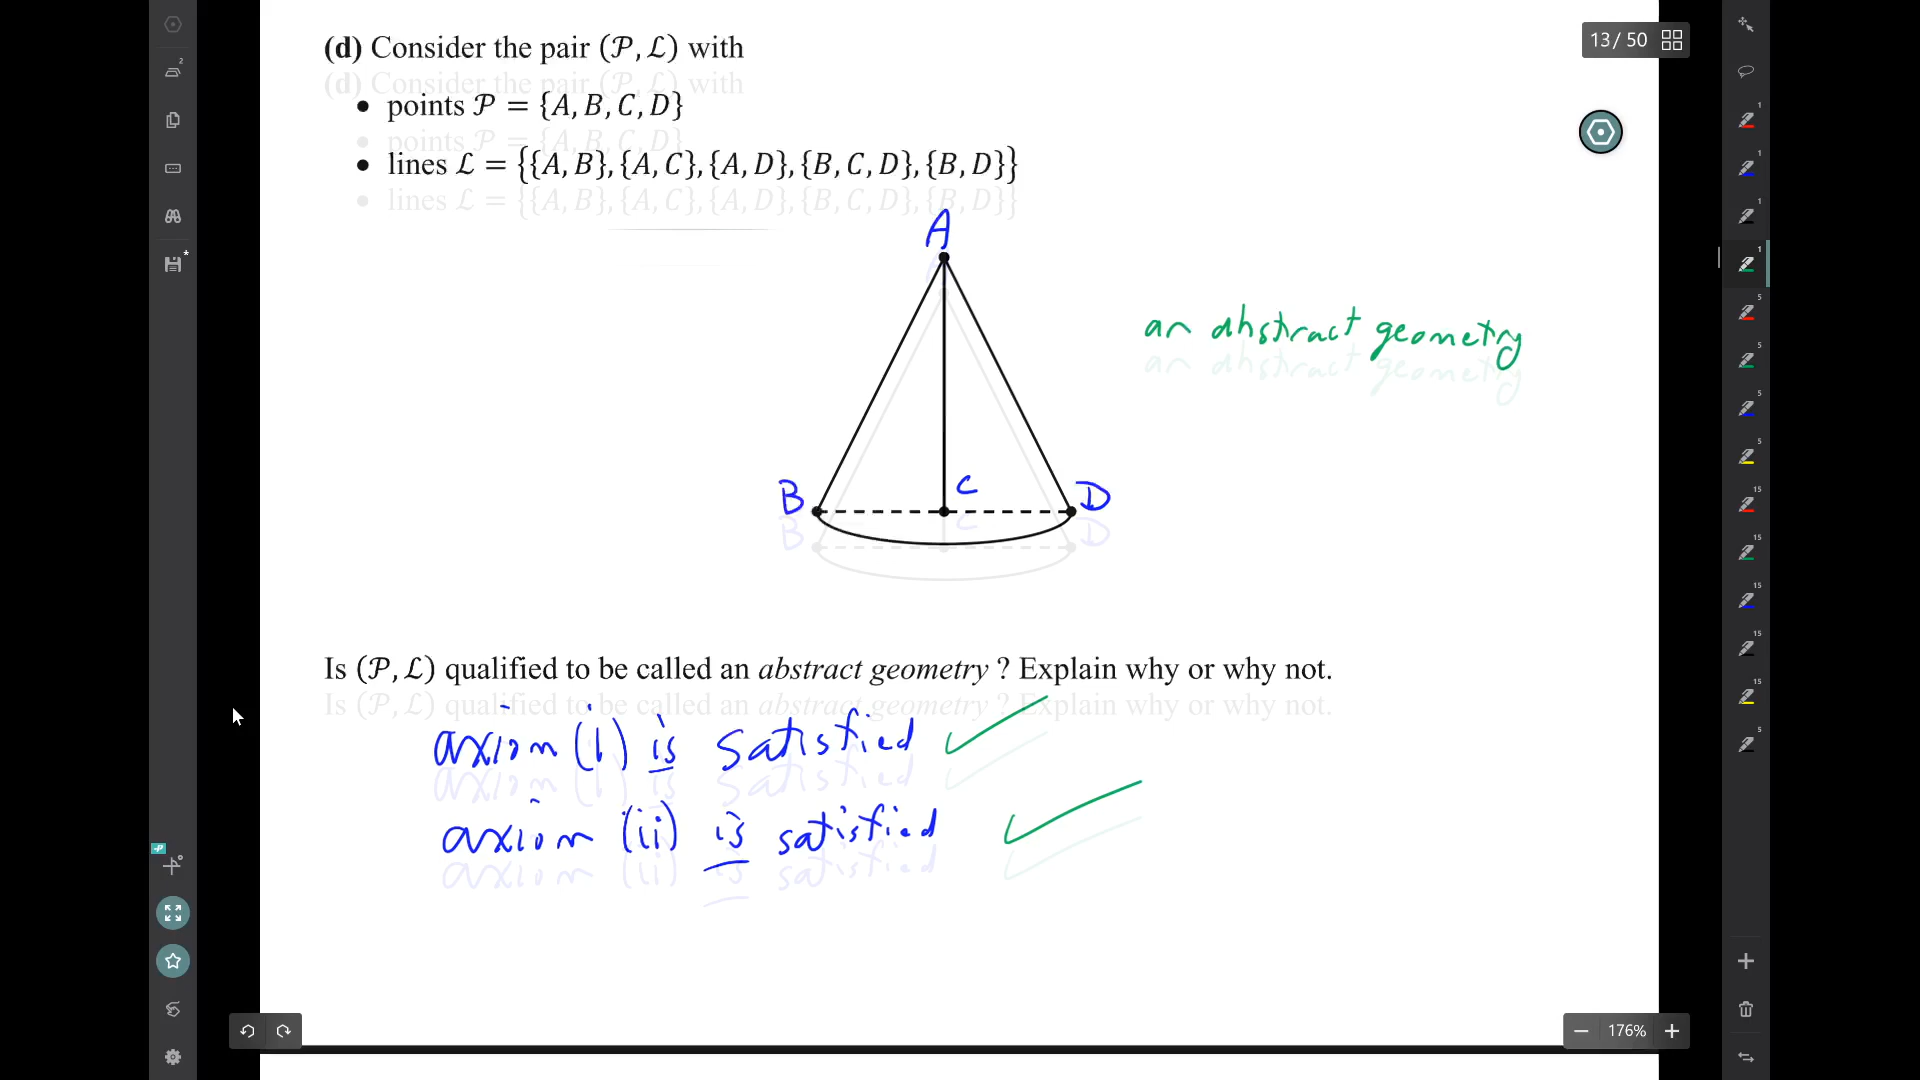 (d) Consider the pair (𝒫, ℒ) with
13 / 50
• points 𝒫 = {A, B, C, D}
• lines ℒ = {{A, B}, {A, C}, {A, D}, {B, C, D}, {B, D}}
A
an abstract geometry
B
C
D
Is (𝒫, ℒ) qualified to be called an abstract geometry ? Explain why or why not.
axiom (i) is satisfied ✓
axiom (ii) is satisfied ✓
176%